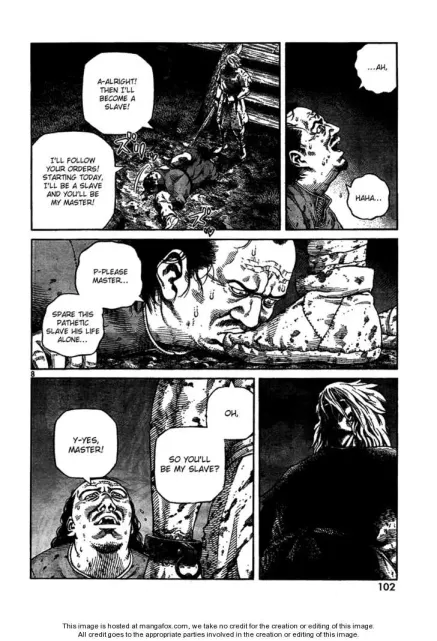 ...AH,
HAHA...
A-ALRIGHT!
THEN I'LL
BECOME A
SLAVE!
I'LL FOLLOW
YOUR ORDERS!
STARTING TODAY,
I'LL BE A SLAVE
AND YOU'LL BE
MY MASTER!
P-PLEASE
MASTER...
SPARE THIS
PATHETIC
SLAVE HIS LIFE
ALONE...
8
OH,
SO YOU'LL
BE MY SLAVE?
Y-YES,
MASTER!
102
This image is hosted at mangafox.com, we take no credit for the creation or editing of this image.
All credit goes to the appropriate parties involved in the creation or editing of this image.